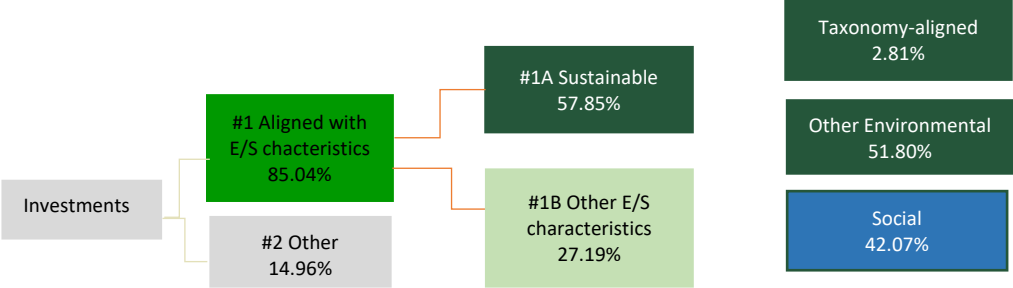 Investments
#1 Aligned with
E/S chacteristics
85.04%
#2 Other
14.96%
#1A Sustainable
57.85%
#1B Other E/S
characteristics
27.19%
Taxonomy-aligned
2.81%
Other Environmental
51.80%
Social
42.07%